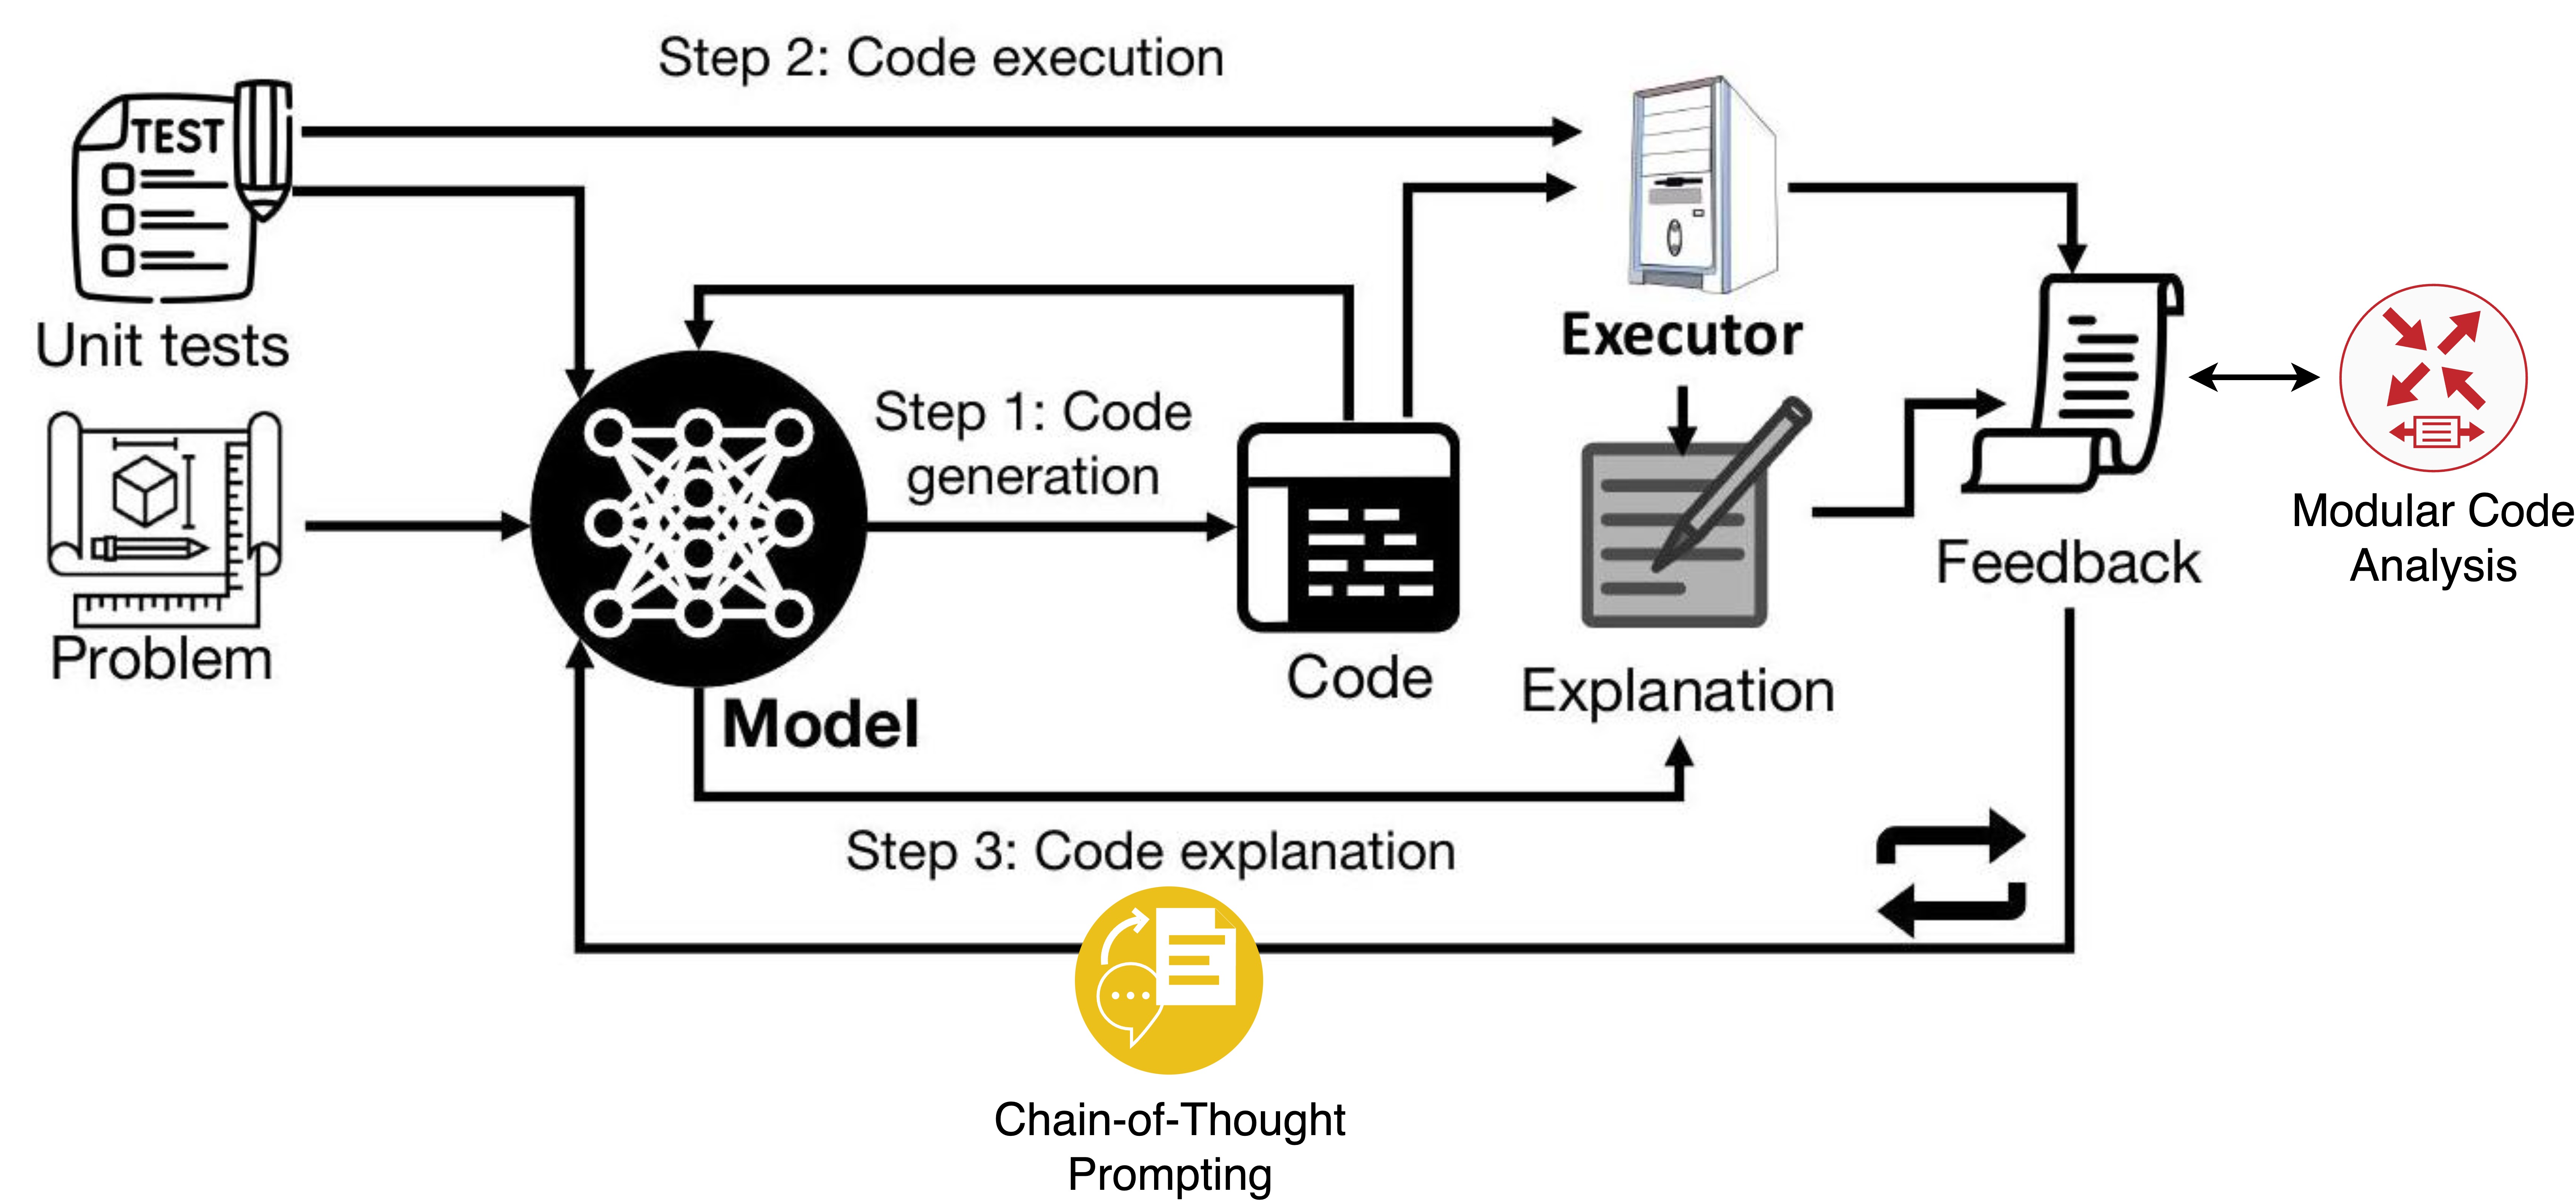 Step 2: Code execution
TEST
Unit tests
Executor
Step 1: Code
generation
Modular Code
Analysis
Feedback
Problem
Model
Code
Explanation
Step 3: Code explanation
Chain-of-Thought
Prompting